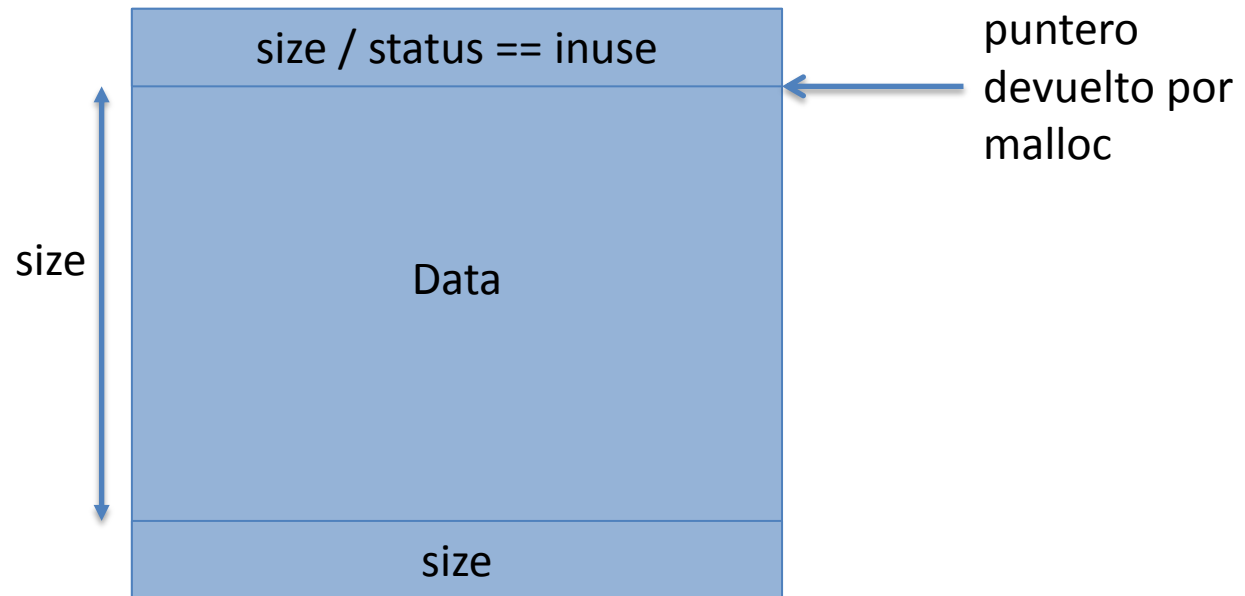 size / status == inuse
puntero
devuelto por
malloc
size
Data
size